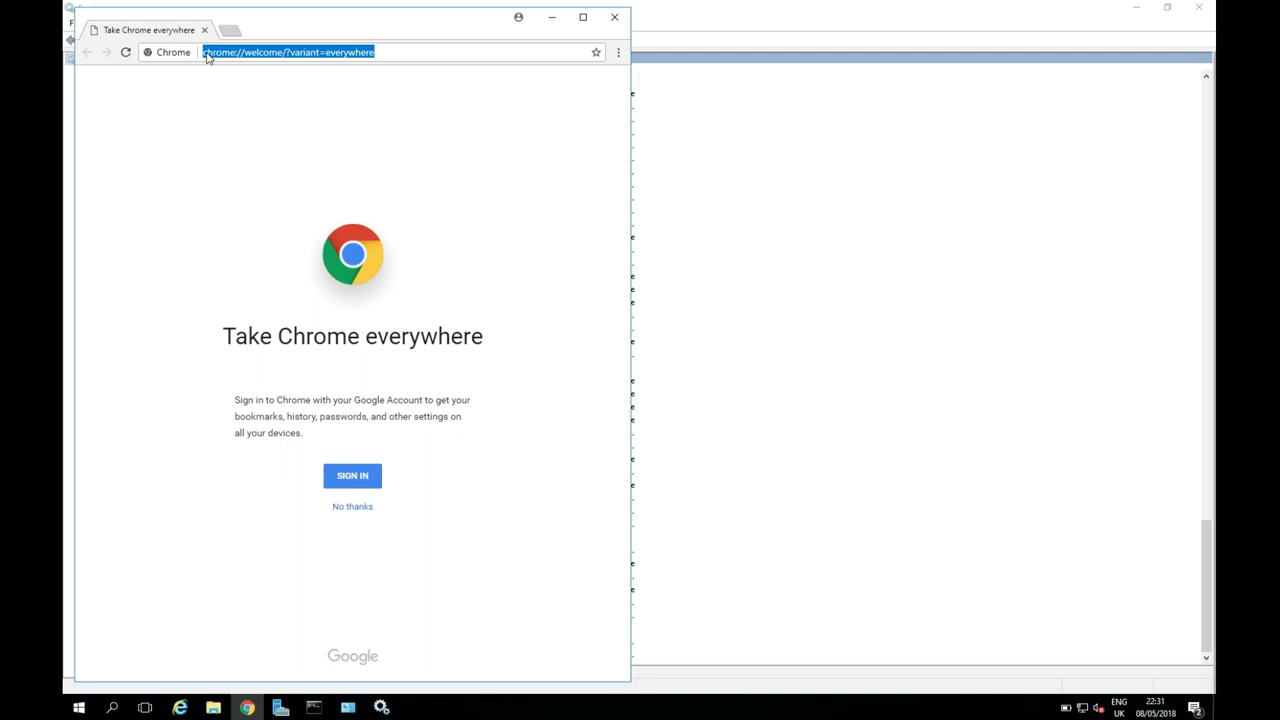 Take Chrome everywhere
Chrome
chrome://welcome/?variant=everywhere
Take Chrome everywhere
Sign in to Chrome with your Google Account to get your
bookmarks, history, passwords, and other settings on
all your devices.
SIGN IN
No thanks
Google
ENG
UK
22:31
08/05/2018
2